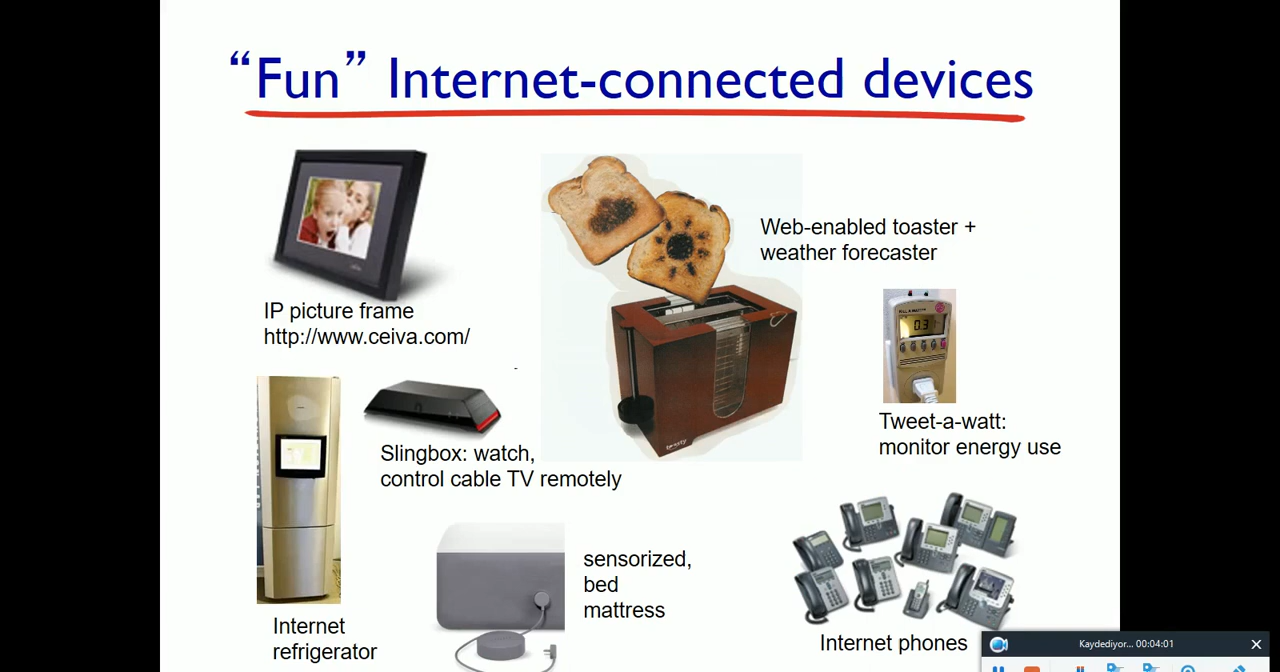 “Fun” Internet-connected devices
IP picture frame
http://www.ceiva.com/
Web-enabled toaster +
weather forecaster
Slingbox: watch,
control cable TV remotely
0.3
Tweet-a-watt:
monitor energy use
Internet
refrigerator
sensorized,
bed
mattress
Internet phones
Kaydediyor... 00:04:01